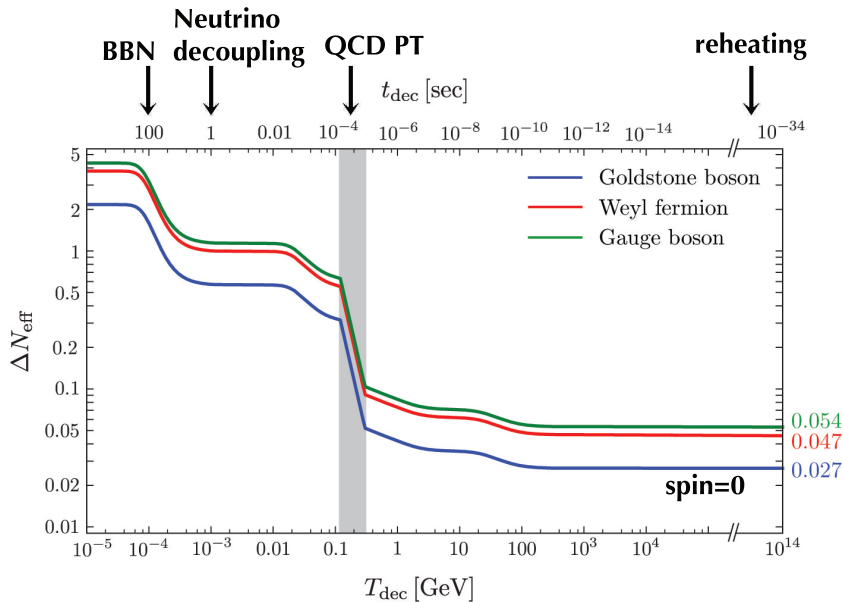 BBN
Neutrino
decoupling
QCD PT
reheating
t_dec [sec]
100 1 0.01 10^-4 10^-6 10^-8 10^-10 10^-12 10^-14 10^-34
5
2
1
0.5
0.2
0.1
0.05
0.02
0.01
ΔN_eff
Goldstone boson
Weyl fermion
Gauge boson
0.054
0.047
0.027
spin=0
10^-5 10^-4 10^-3 0.01 0.1 1 10 100 10^3 10^4 10^14
T_dec [GeV]